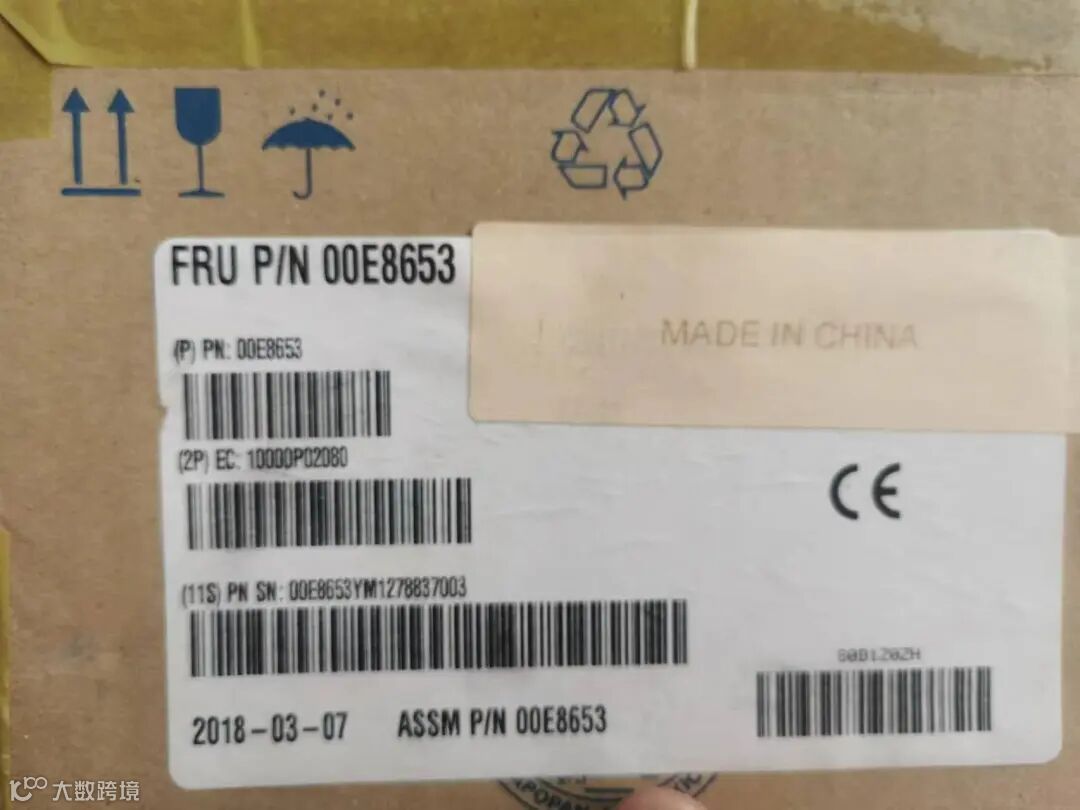 FRU P/N 00E8653
MADE IN CHINA
(P) PN: 00E8653
(2P) EC: 10000P02080
(11S) PN SN: 00E8653YM1278837003
2018-03-07
ASSM P/N 00E8653
大数跨境